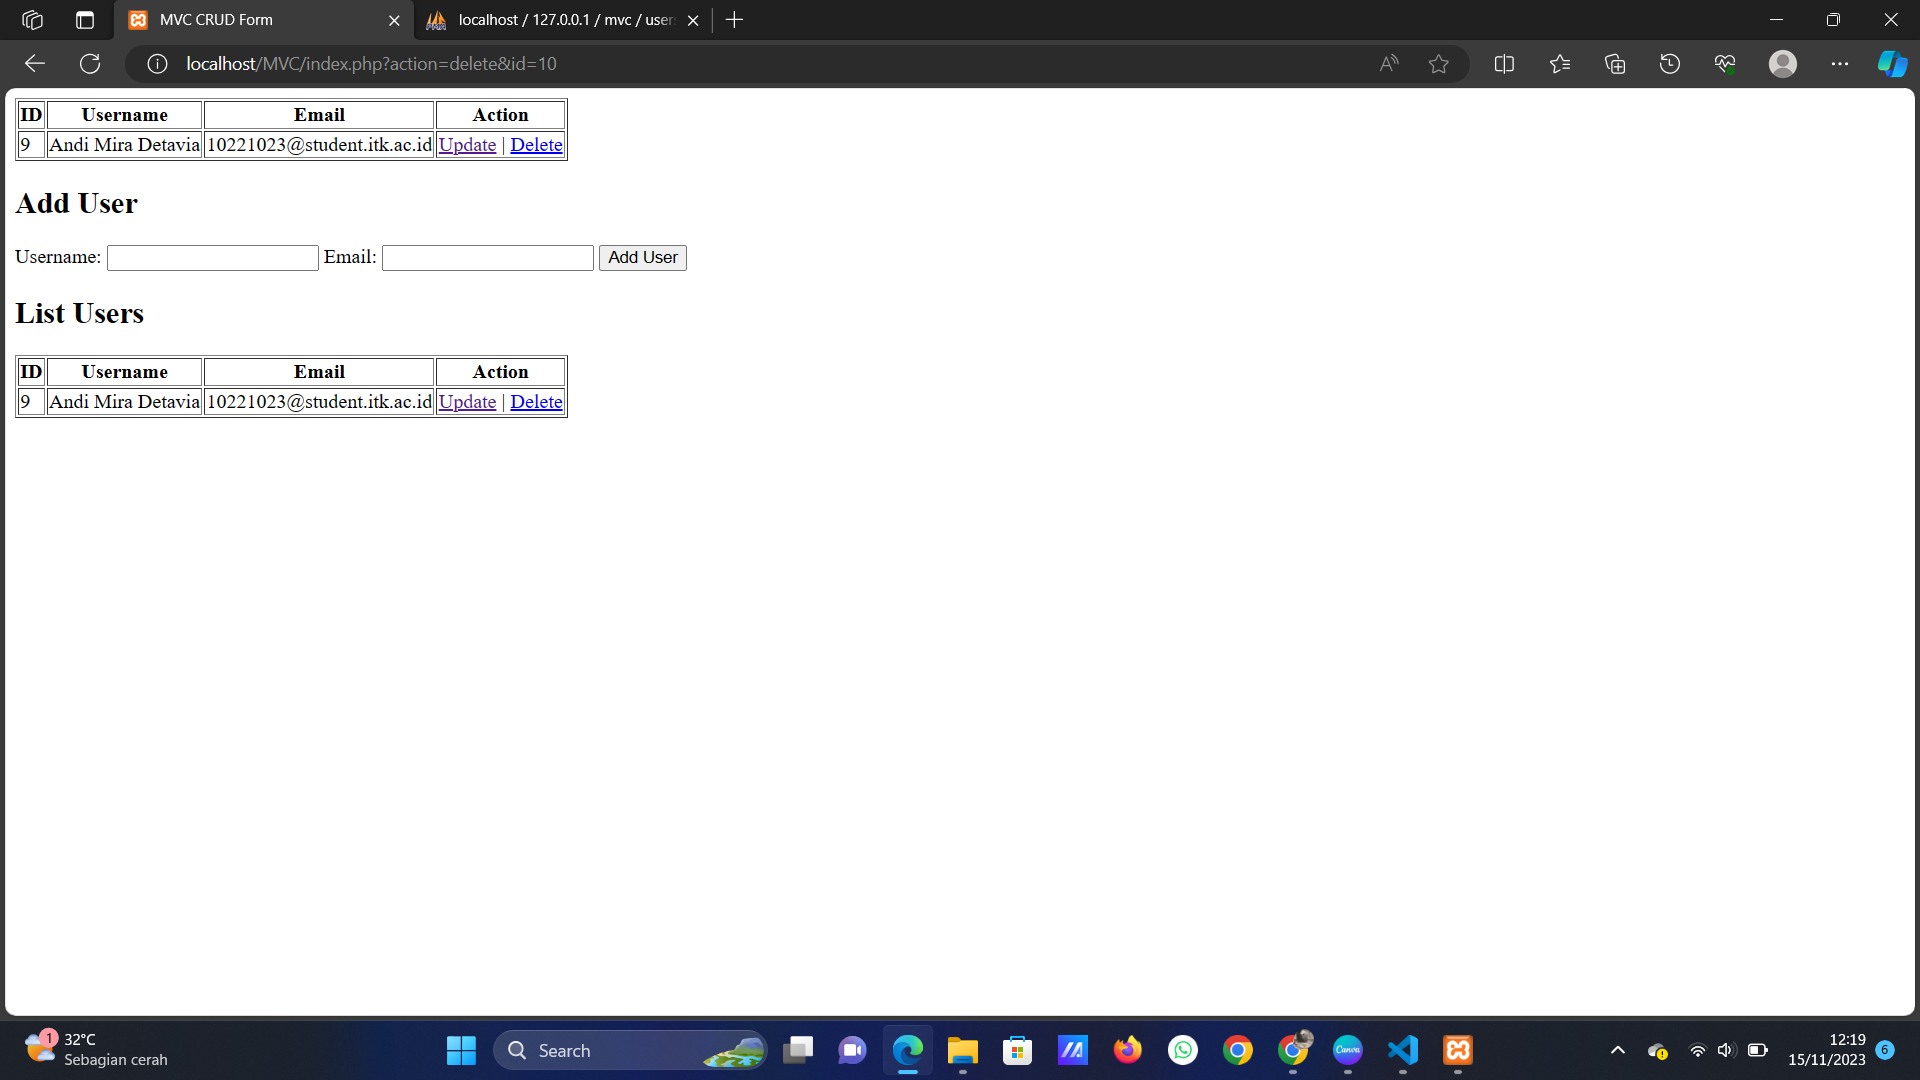 MVC CRUD Form
localhost / 127.0.0.1 / mvc / user
localhost/MVC/index.php?action=delete&id=10
ID Username Email Action
9 Andi Mira Detavia 10221023@student.itk.ac.id Update | Delete
Add User
Username: Email: Add User
List Users
ID Username Email Action
9 Andi Mira Detavia 10221023@student.itk.ac.id Update | Delete
1 32°C
Sebagian cerah
Search
Canva
12:19
15/11/2023 6